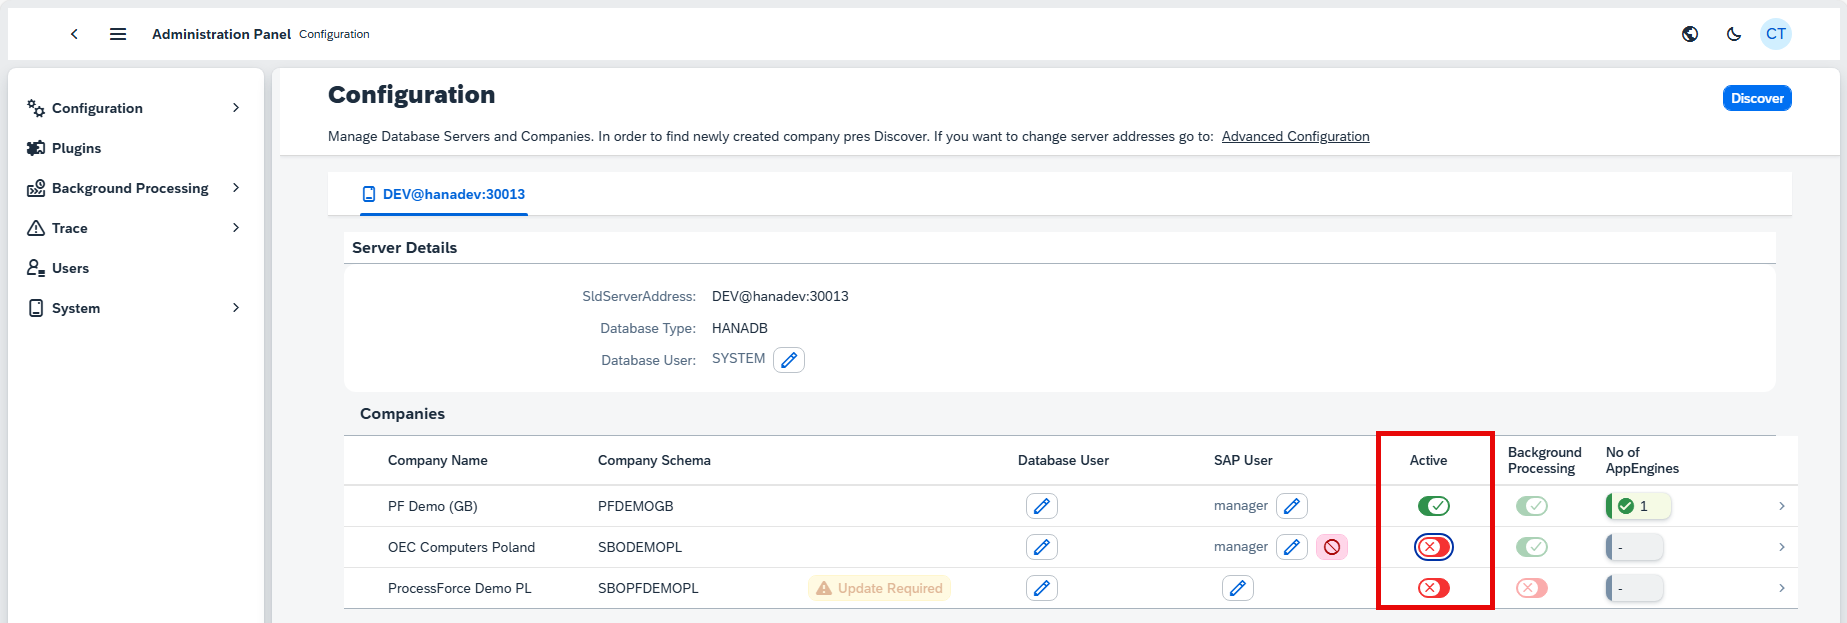 Administration Panel Configuration
CT
Configuration
Plugins
Background Processing
Trace
Users
System
Configuration
Discover
Manage Database Servers and Companies. In order to find newly created company pres Discover. If you want to change server addresses go to: Advanced Configuration
DEV@hanadev:30013
Server Details
SldServerAddress: DEV@hanadev:30013
Database Type: HANADB
Database User: SYSTEM
Companies
Company Name Company Schema Database User SAP User Active Background Processing No of AppEngines
PF Demo (GB) PFDEMOGB manager 1
OEC Computers Poland SBODEMOPL manager -
ProcessForce Demo PL SBOPFDEMOPL Update Required -